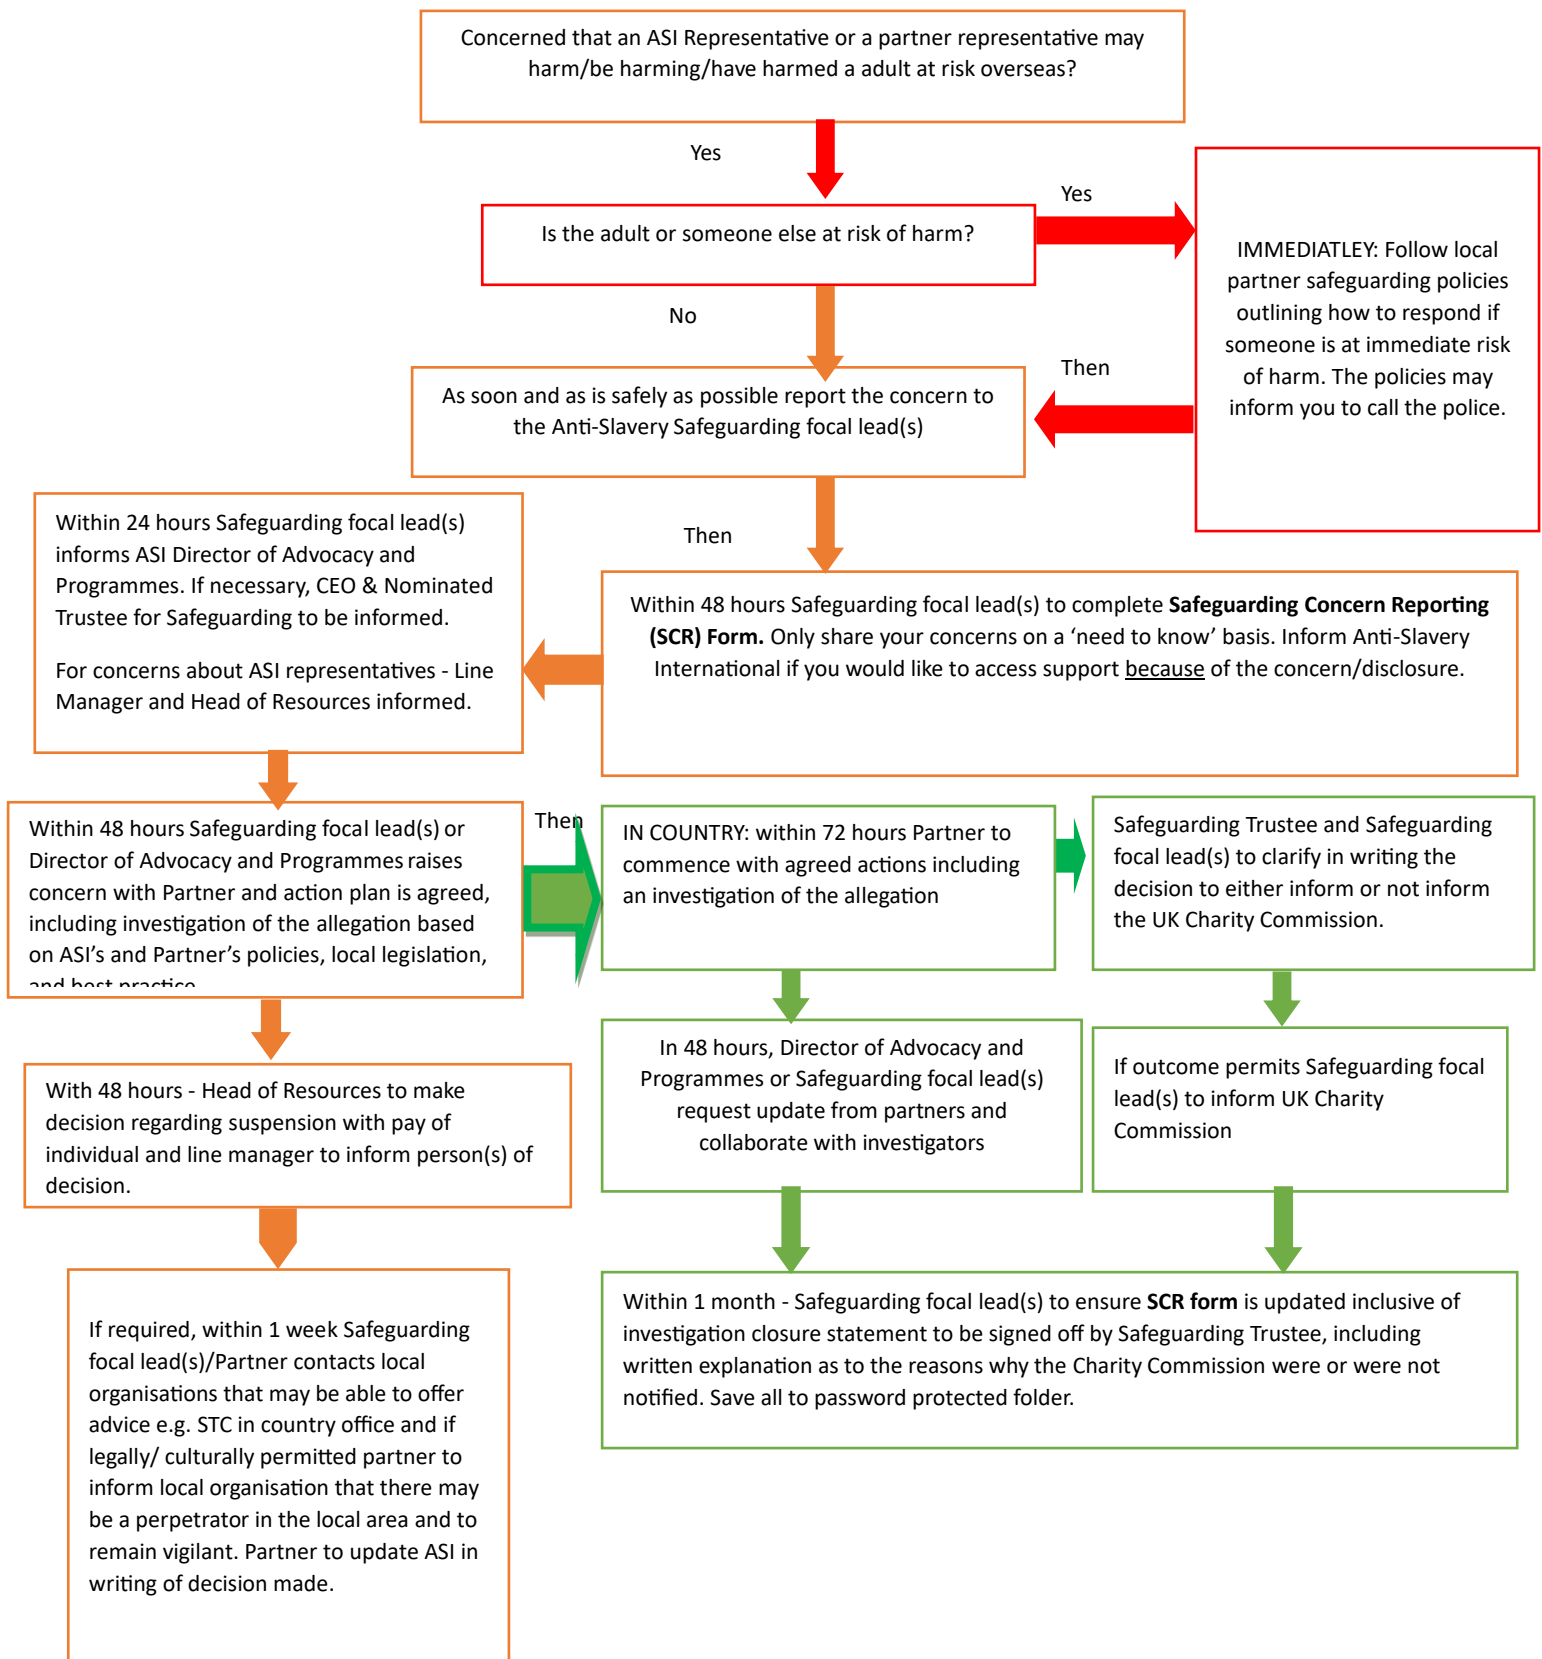 Concerned that an ASI Representative or a partner representative may
harm/be harming/have harmed a adult at risk overseas?
Yes
Is the adult or someone else at risk of harm?
Yes
IMMEDIATLEY: Follow local
partner safeguarding policies
outlining how to respond if
someone is at immediate risk
of harm. The policies may
inform you to call the police.
No
Then
As soon and as is safely as possible report the concern to
the Anti-Slavery Safeguarding focal lead(s)
Then
Within 48 hours Safeguarding focal lead(s) to complete Safeguarding Concern Reporting
(SCR) Form. Only share your concerns on a ‘need to know’ basis. Inform Anti-Slavery
International if you would like to access support because of the concern/disclosure.
Within 24 hours Safeguarding focal lead(s)
informs ASI Director of Advocacy and
Programmes. If necessary, CEO & Nominated
Trustee for Safeguarding to be informed.
For concerns about ASI representatives - Line
Manager and Head of Resources informed.
Within 48 hours Safeguarding focal lead(s) or
Director of Advocacy and Programmes raises
concern with Partner and action plan is agreed,
including investigation of the allegation based
on ASI’s and Partner’s policies, local legislation,
and best practice
Then
IN COUNTRY: within 72 hours Partner to
commence with agreed actions including
an investigation of the allegation
Safeguarding Trustee and Safeguarding
focal lead(s) to clarify in writing the
decision to either inform or not inform
the UK Charity Commission.
With 48 hours - Head of Resources to make
decision regarding suspension with pay of
individual and line manager to inform person(s) of
decision.
In 48 hours, Director of Advocacy and
Programmes or Safeguarding focal lead(s)
request update from partners and
collaborate with investigators
If outcome permits Safeguarding focal
lead(s) to inform UK Charity
Commission
If required, within 1 week Safeguarding
focal lead(s)/Partner contacts local
organisations that may be able to offer
advice e.g. STC in country office and if
legally/ culturally permitted partner to
inform local organisation that there may
be a perpetrator in the local area and to
remain vigilant. Partner to update ASI in
writing of decision made.
Within 1 month - Safeguarding focal lead(s) to ensure SCR form is updated inclusive of
investigation closure statement to be signed off by Safeguarding Trustee, including
written explanation as to the reasons why the Charity Commission were or were not
notified. Save all to password protected folder.